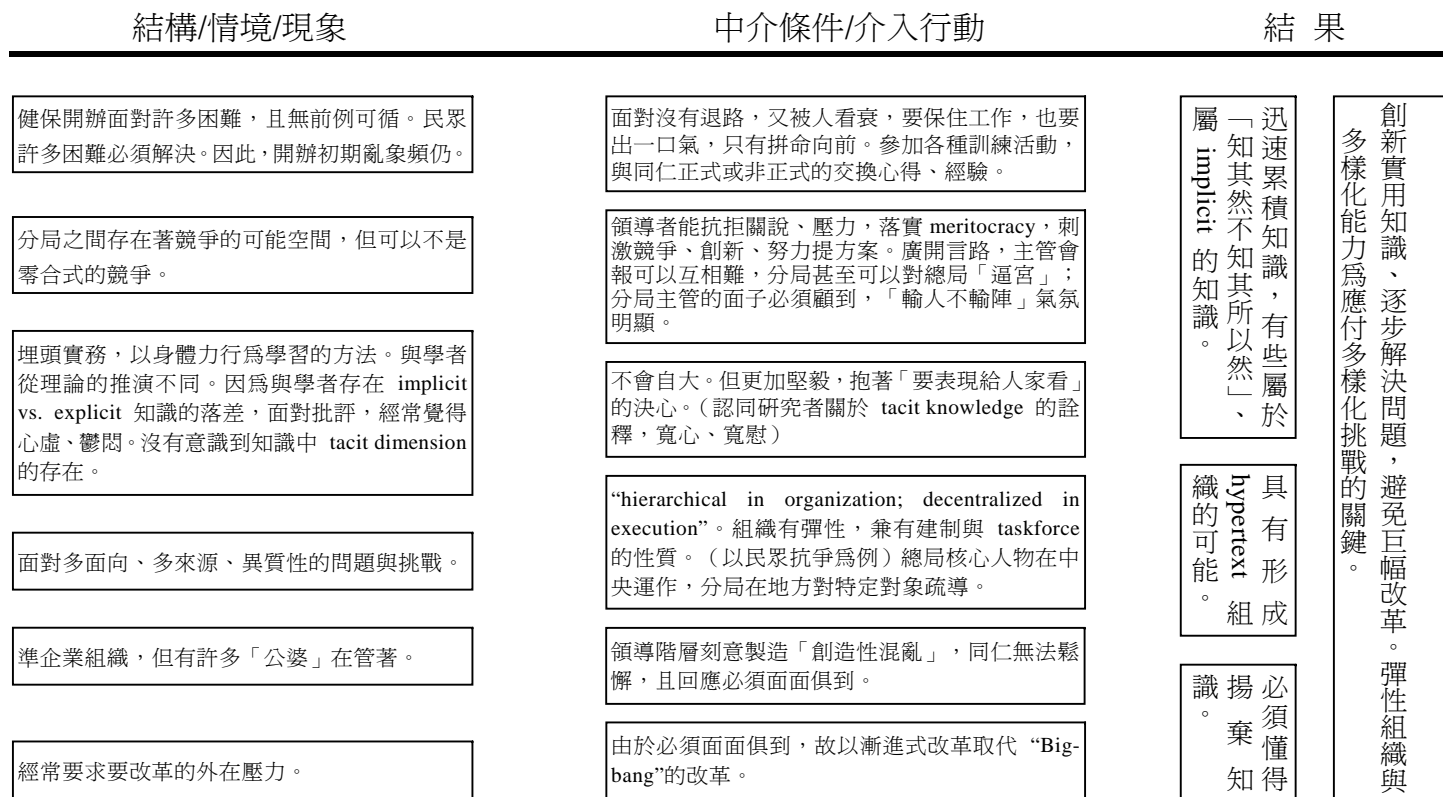 結構/情境/現象
中介條件/介入行動
結 果
健保開辦面對許多困難，且無前例可循。民眾
許多困難必須解決。因此，開辦初期亂象頻仍。
分局之間存在著競爭的可能空間，但可以不是
零合式的競爭。
埋頭實務，以身體力行為學習的方法。與學者
從理論的推演不同。因為與學者存在 implicit
vs. explicit 知識的落差，面對批評，經常覺得
心虛、鬱悶。沒有意識到知識中 tacit dimension
的存在。
面對多面向、多來源、異質性的問題與挑戰。
準企業組織，但有許多「公婆」在管著。
經常要求要改革的外在壓力。
面對沒有退路，又被人看衰，要保住工作，也要
出一口氣，只有拼命向前。參加各種訓練活動，
與同仁正式或非正式的交換心得、經驗。
領導者能抗拒關說、壓力，落實 meritocracy，刺
激競爭、創新、努力提方案。廣開言路，主管會
報可以互相難，分局甚至可以對總局「逼宮」；
分局主管的面子必須顧到，「輸人不輸陣」氣氛
明顯。
不會自大。但更加堅毅，抱著「要表現給人家看」
的決心。（認同研究者關於 tacit knowledge 的詮
釋，寬心、寬慰）
“hierarchical in organization; decentralized in
execution”。組織有彈性，兼有建制與 taskforce
的性質。（以民眾抗爭為例）總局核心人物在中
央運作，分局在地方對特定對象疏導。
領導階層刻意製造「創造性混亂」，同仁無法鬆
懈，且回應必須面面俱到。
由於必須面面俱到，故以漸進式改革取代 “Big-
bang”的改革。
迅速累積知識，有些屬於
「知其然不知其所以然」、
屬 implicit 的知識。
具有形成
hypertext 組
織的可能。
必須懂得
揚棄知
識。
創新實用知識、逐步解決問題，避免巨幅改革。彈性組織與
多樣化能力為應付多樣化挑戰的關鍵。